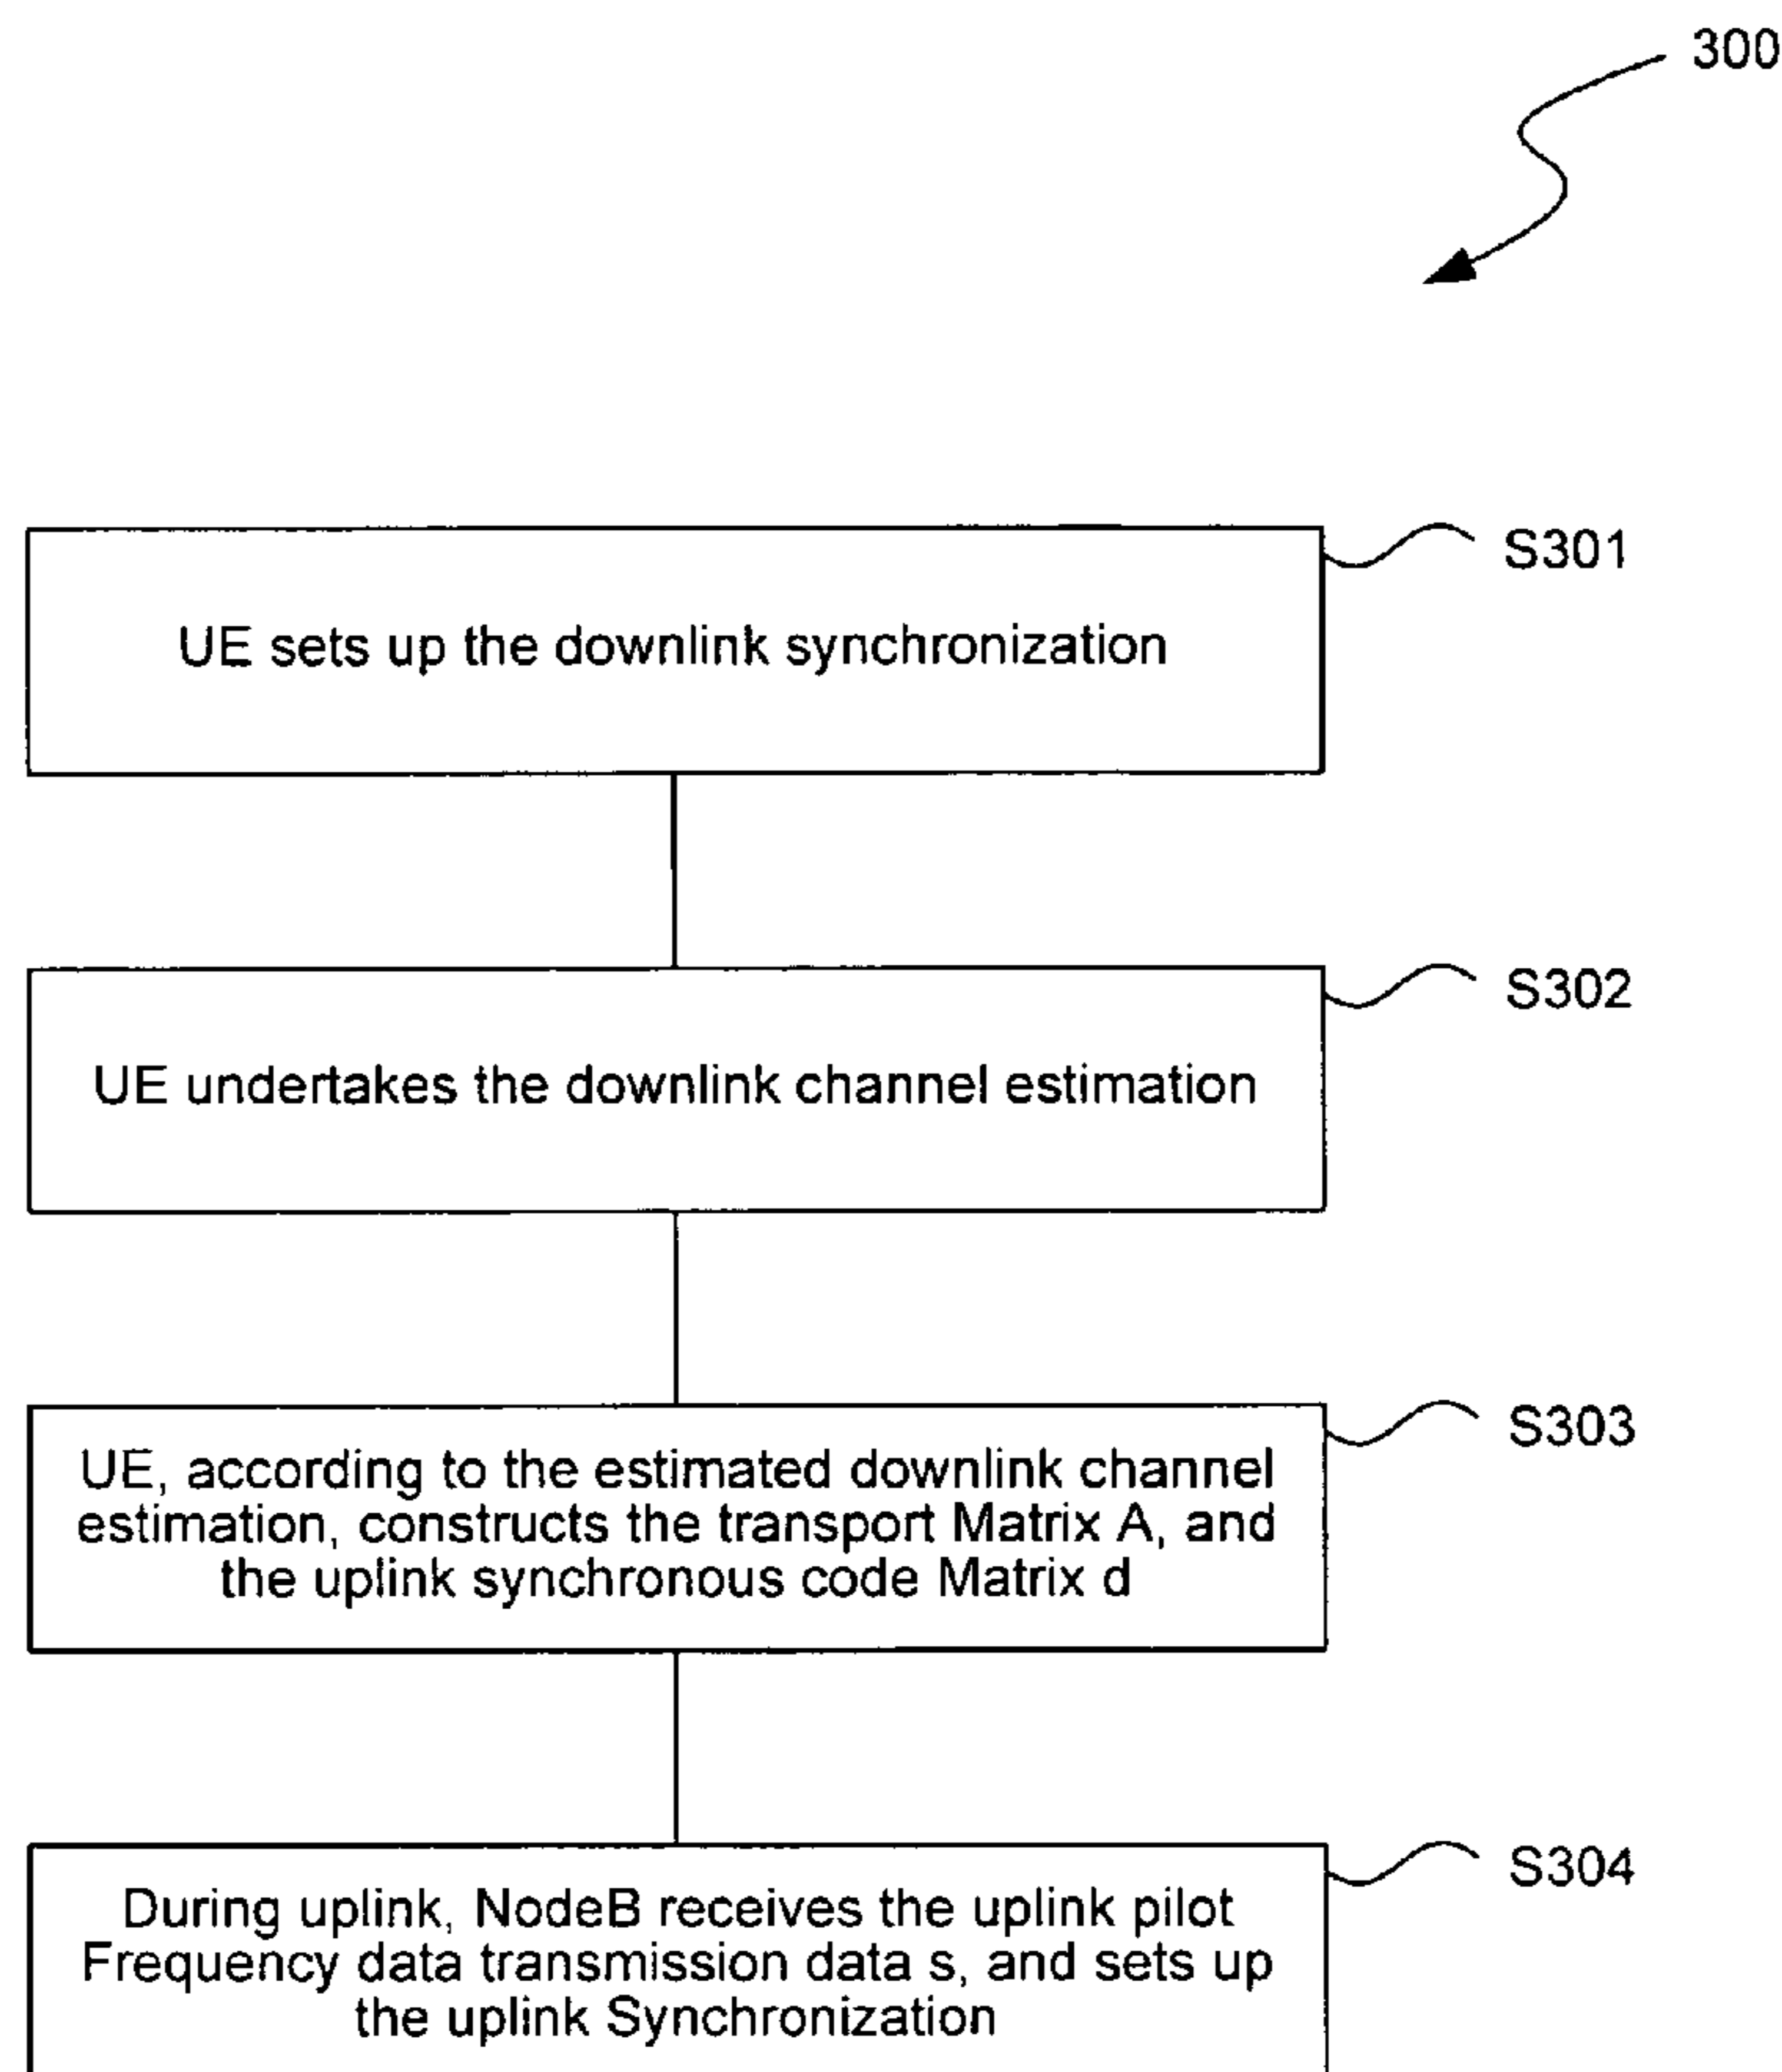 300
S301
UE sets up the downlink synchronization
S302
UE undertakes the downlink channel estimation
S303
UE, according to the estimated downlink channel
estimation, constructs the transport Matrix A, and
the uplink synchronous code Matrix d
S304
During uplink, NodeB receives the uplink pilot
Frequency data transmission data s, and sets up
the uplink Synchronization